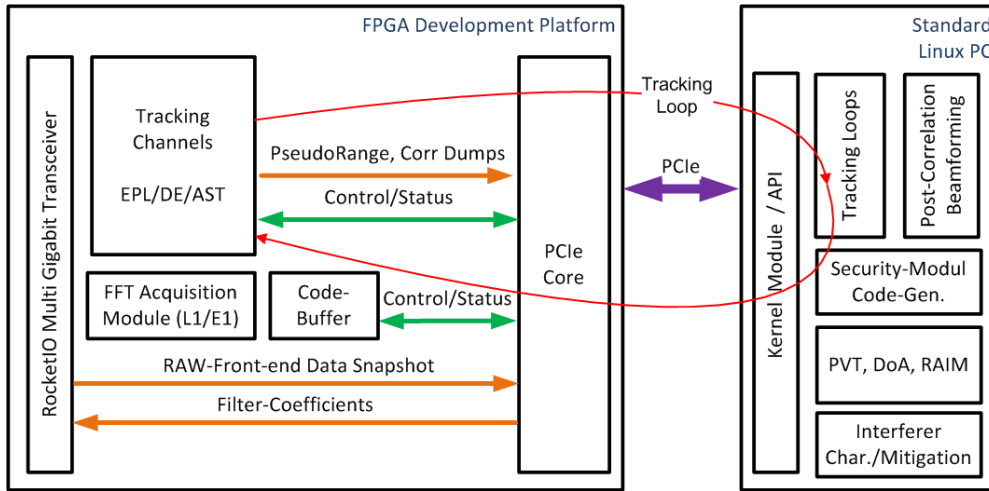 FPGA Development Platform
RocketIO Multi Gigabit Transceiver
Tracking
Channels
EPL/DE/AST
PseudoRange, Corr Dumps
Control/Status
FFT Acquisition
Module (L1/E1)
Code-
Buffer
Control/Status
RAW-Front-end Data Snapshot
Filter-Coefficients
PCIe
Core
Tracking
Loop
PCIe
Standard
Linux PC
Kernel Module / API
Tracking Loops
Post-Correlation
Beamforming
Security-Modul
Code-Gen.
PVT, DoA, RAIM
Interferer
Char./Mitigation